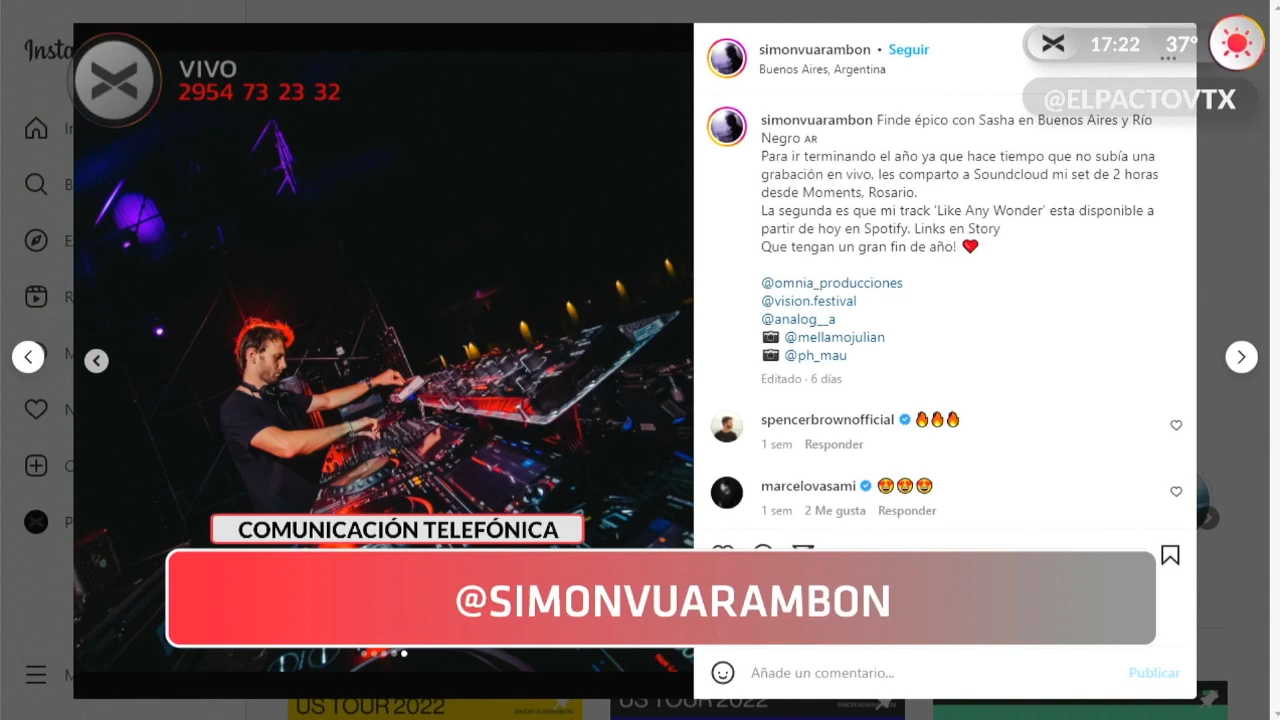 Insta
VIVO
2954 73 23 32
simonvuarambon • Seguir
Buenos Aires, Argentina
17:22 37°
@ELPACTOVTX
simonvuarambon Finde épico con Sasha en Buenos Aires y Río
Negro AR
Para ir terminando el año ya que hace tiempo que no subía una
grabación en vivo, les comparto a Soundcloud mi set de 2 horas
desde Moments, Rosario.
La segunda es que mi track 'Like Any Wonder' esta disponible a
partir de hoy en Spotify. Links en Story
Que tengan un gran fin de año! ❤️
@omnia_producciones
@vision.festival
@analog__a
📷 @mellamojulian
📷 @ph_mau
Editado · 6 días
spencerbrownofficial 🔥🔥🔥
1 sem Responder
marcelovasami 😍😍😍
1 sem 2 Me gusta Responder
COMUNICACIÓN TELEFÓNICA
@SIMONVUARAMBON
Añade un comentario... Publicar
US TOUR 2022
SIMON VUARAMBON
US TOUR 2022
SIMON VUARAMBON